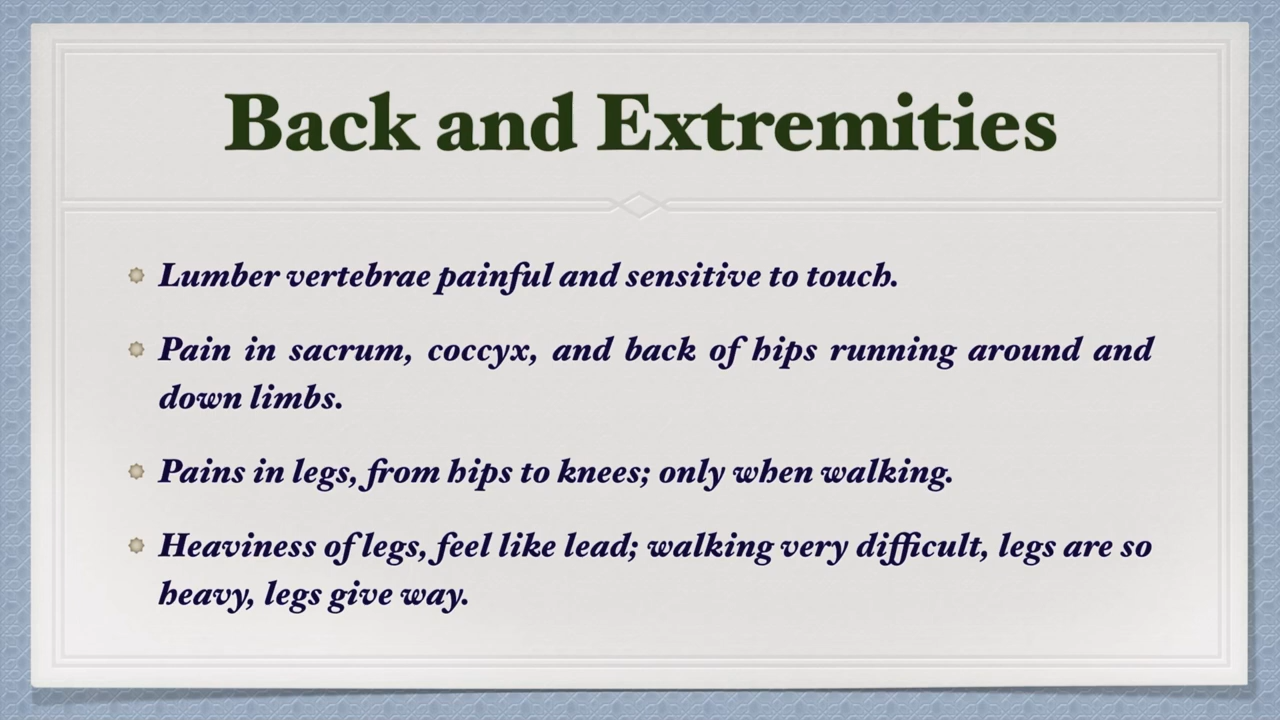 Back and Extremities
Lumber vertebrae painful and sensitive to touch.
Pain in sacrum, coccyx, and back of hips running around and
down limbs.
Pains in legs, from hips to knees; only when walking.
Heaviness of legs, feel like lead; walking very difficult, legs are so
heavy, legs give way.